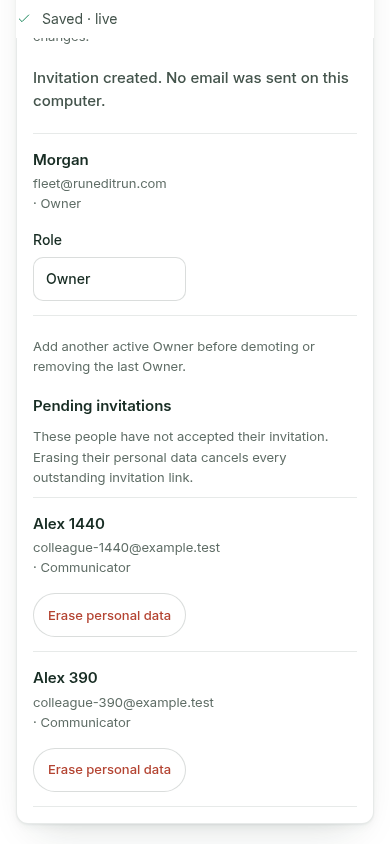 Saved · live
changes.
Invitation created. No email was sent on this
computer.
Morgan
fleet@runeditrun.com
· Owner
Role
Owner
Add another active Owner before demoting or
removing the last Owner.
Pending invitations
These people have not accepted their invitation.
Erasing their personal data cancels every
outstanding invitation link.
Alex 1440
colleague-1440@example.test
· Communicator
Erase personal data
Alex 390
colleague-390@example.test
· Communicator
Erase personal data